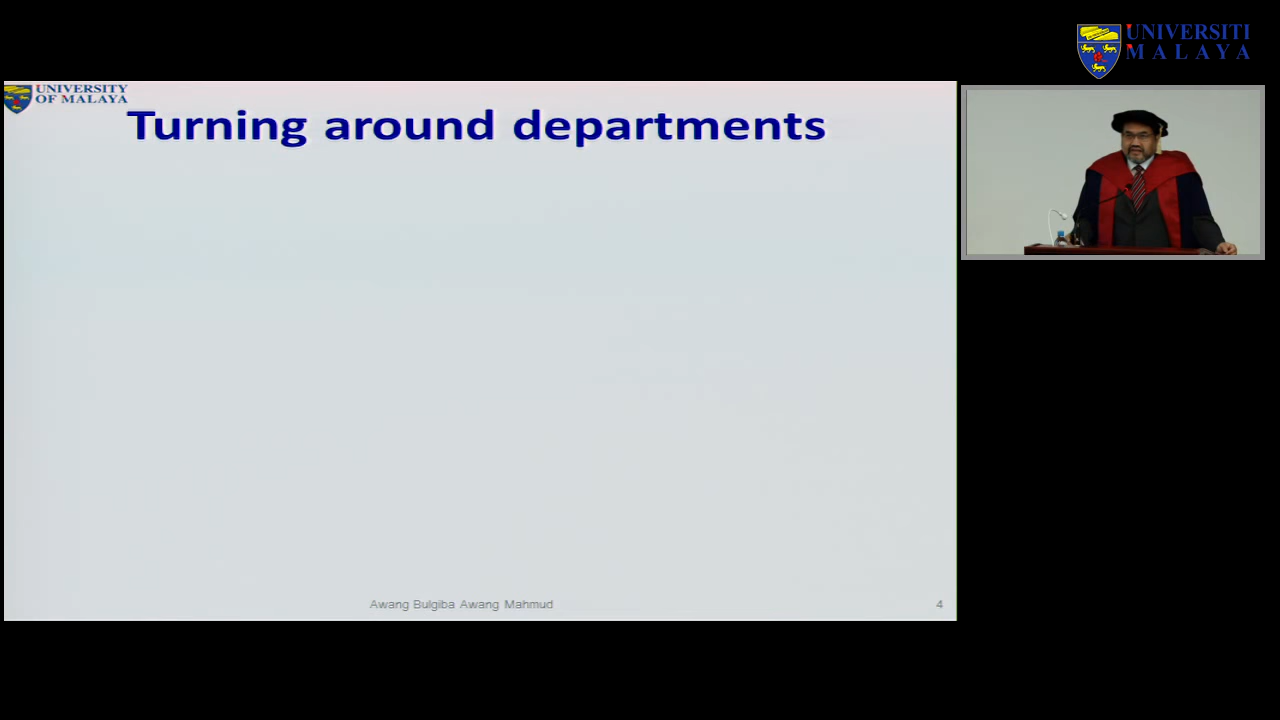 UNIVERSITI
MALAYA
UNIVERSITY
OF MALAYA
Turning around departments
Awang Bulgiba Awang Mahmud
4